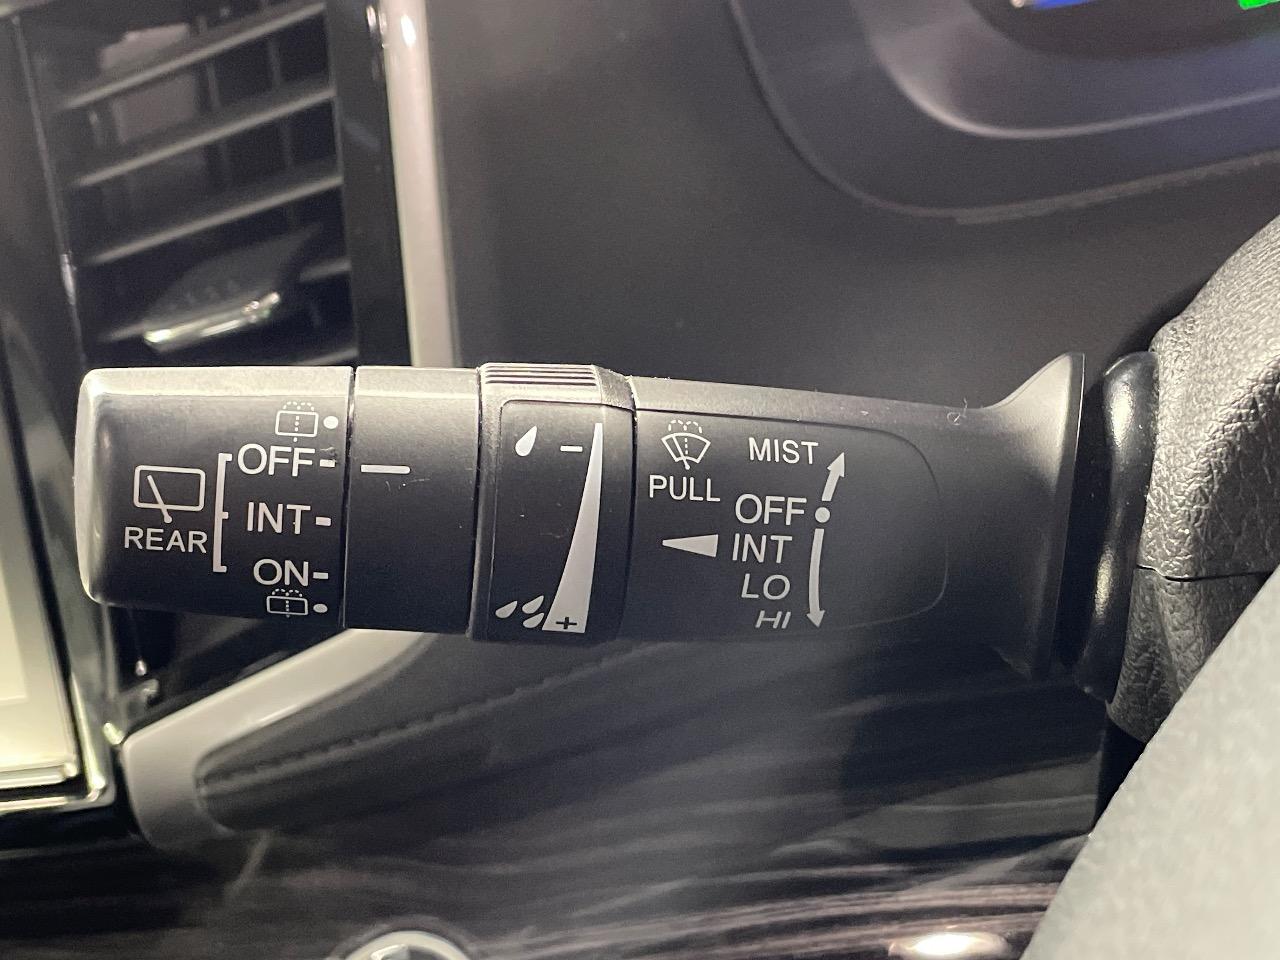 OFF-
INT-
ON-
REAR
-
+
PULL
MIST
OFF
INT
LO
HI